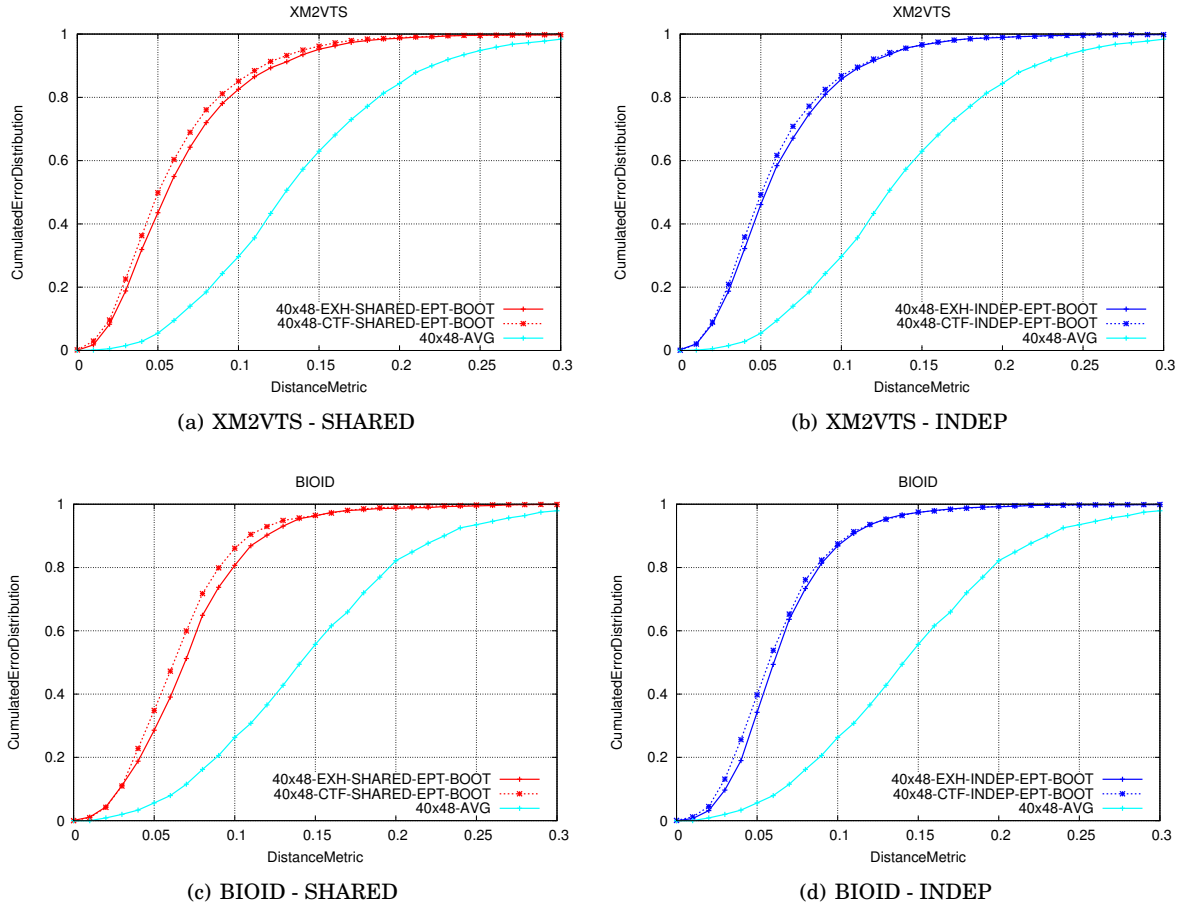 XM2VTS
1
0.8
0.6
0.4
0.2
0
CumulatedErrorDistribution
40x48-EXH-SHARED-EPT-BOOT
40x48-CTF-SHARED-EPT-BOOT
40x48-AVG
0 0.05 0.1 0.15 0.2 0.25 0.3
DistanceMetric
(a) XM2VTS - SHARED
XM2VTS
1
0.8
0.6
0.4
0.2
0
CumulatedErrorDistribution
40x48-EXH-INDEP-EPT-BOOT
40x48-CTF-INDEP-EPT-BOOT
40x48-AVG
0 0.05 0.1 0.15 0.2 0.25 0.3
DistanceMetric
(b) XM2VTS - INDEP
BIOID
1
0.8
0.6
0.4
0.2
0
CumulatedErrorDistribution
40x48-EXH-SHARED-EPT-BOOT
40x48-CTF-SHARED-EPT-BOOT
40x48-AVG
0 0.05 0.1 0.15 0.2 0.25 0.3
DistanceMetric
(c) BIOID - SHARED
BIOID
1
0.8
0.6
0.4
0.2
0
CumulatedErrorDistribution
40x48-EXH-INDEP-EPT-BOOT
40x48-CTF-INDEP-EPT-BOOT
40x48-AVG
0 0.05 0.1 0.15 0.2 0.25 0.3
DistanceMetric
(d) BIOID - INDEP